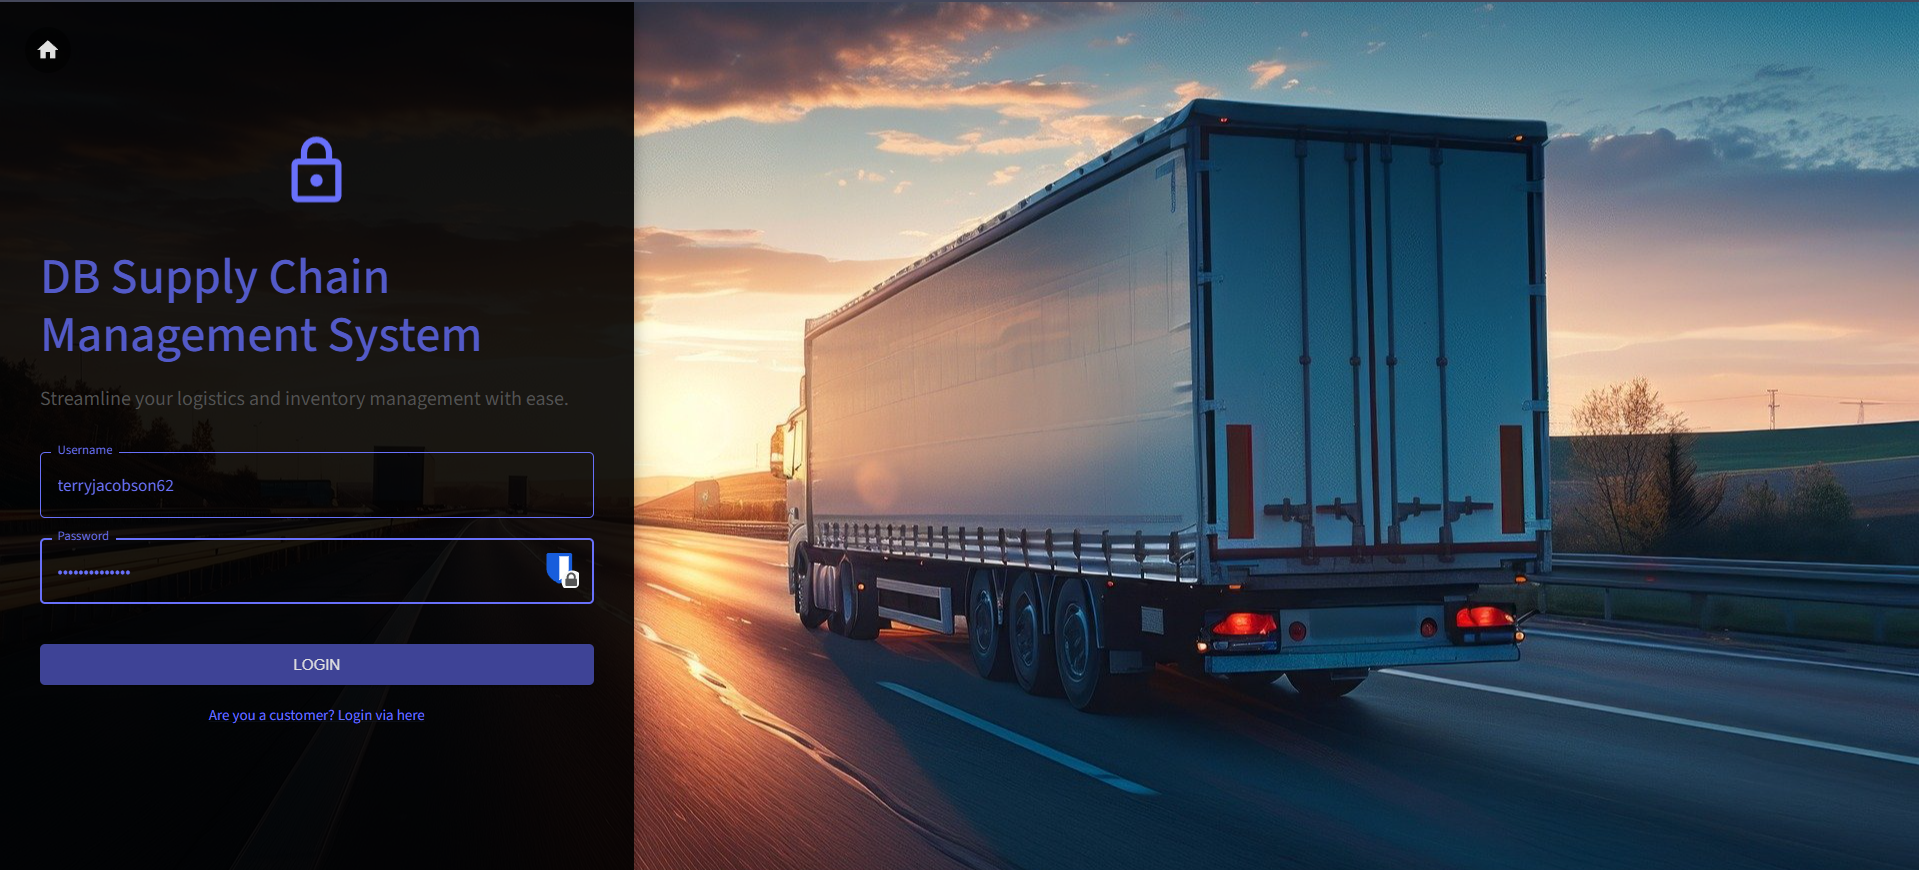 DB Supply Chain
Management System
Streamline your logistics and inventory management with ease.
Username
terryjacobson62
Password
••••••••••••••
LOGIN
Are you a customer? Login via here